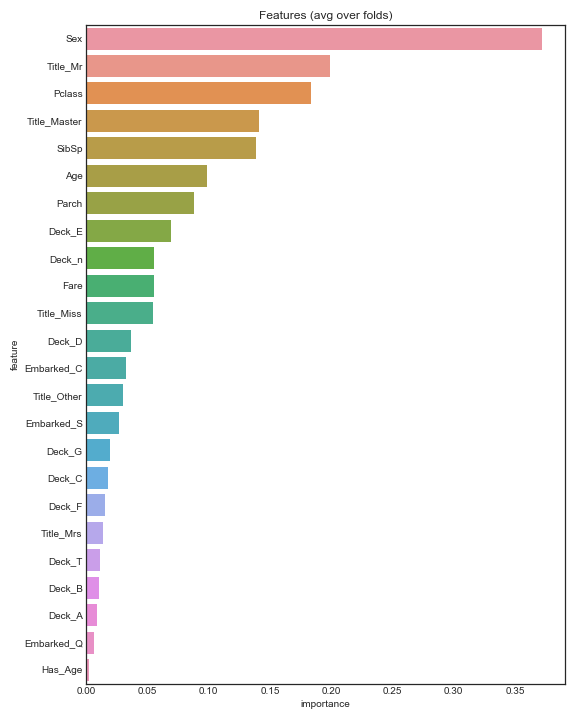 Features (avg over folds)
feature
Sex
Title_Mr
Pclass
Title_Master
SibSp
Age
Parch
Deck_E
Deck_n
Fare
Title_Miss
Deck_D
Embarked_C
Title_Other
Embarked_S
Deck_G
Deck_C
Deck_F
Title_Mrs
Deck_T
Deck_B
Deck_A
Embarked_Q
Has_Age
0.00 0.05 0.10 0.15 0.20 0.25 0.30 0.35
importance